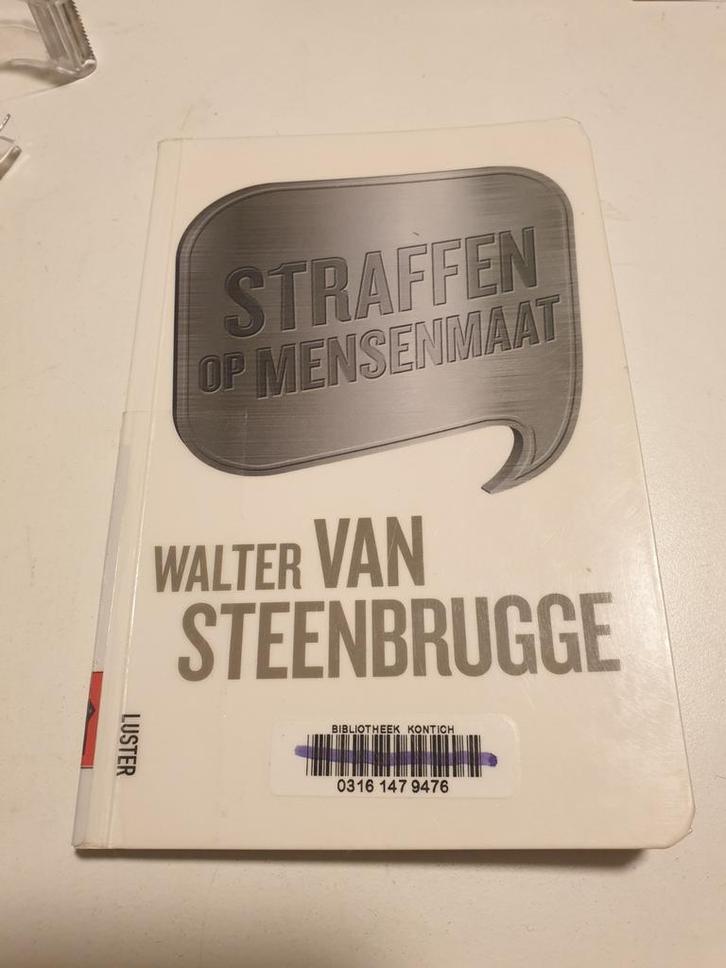 STRAFFEN
OP MENSENMAAT
WALTER VAN
STEENBRUGGE
LUSTER
BIBLIOTHEEK KONTICH
0316 147 9476